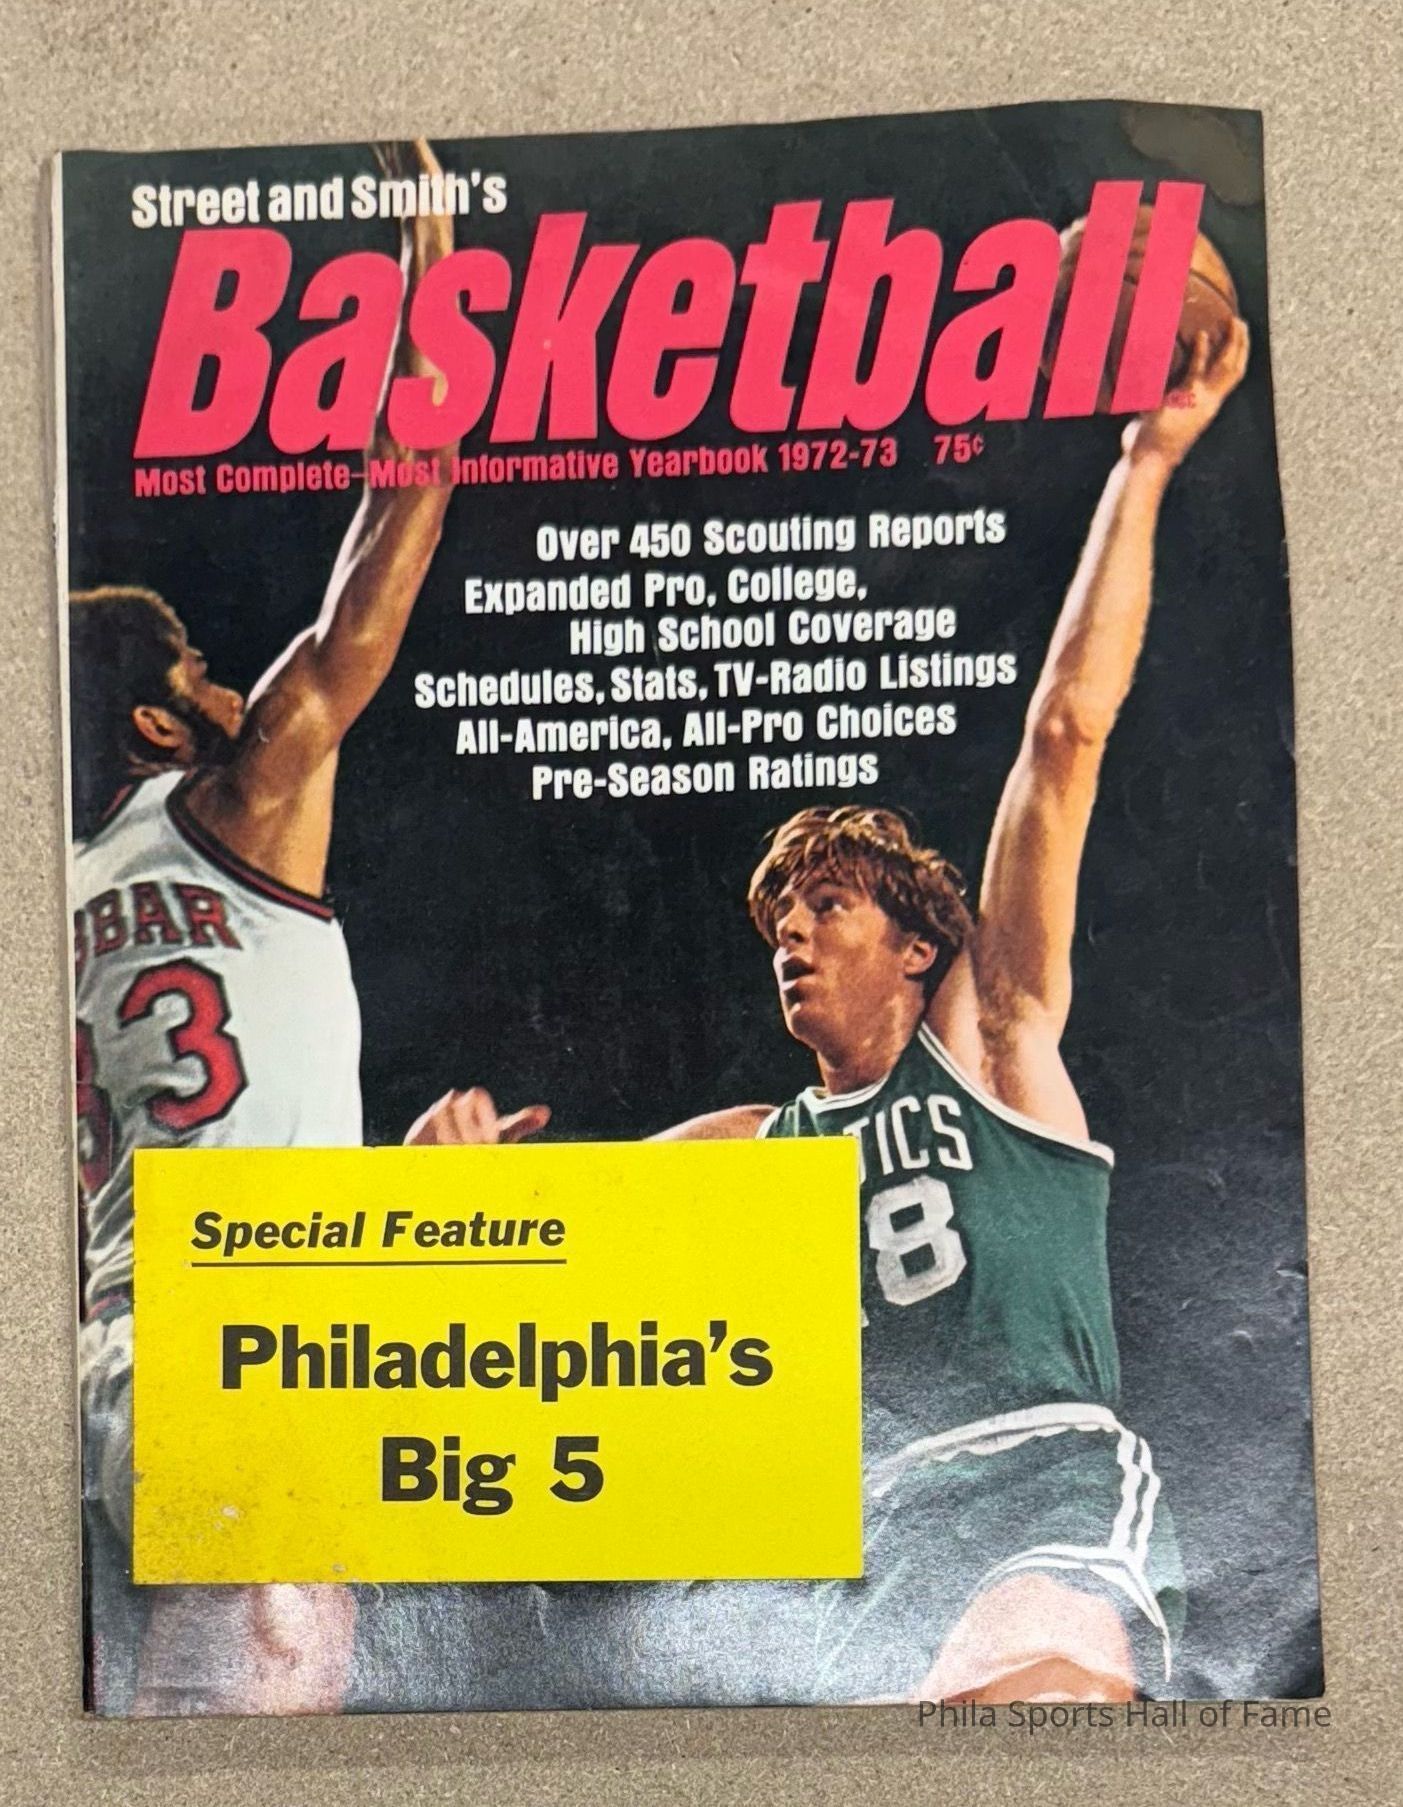 Street and Smith's
Basketball
Most Complete–Most Informative Yearbook 1972-73 75¢
Over 450 Scouting Reports
Expanded Pro, College,
High School Coverage
Schedules, Stats, TV-Radio Listings
All-America, All-Pro Choices
Pre-Season Ratings
BAR
3
TICS
8
Special Feature
Philadelphia's
Big 5
Phila Sports Hall of Fame